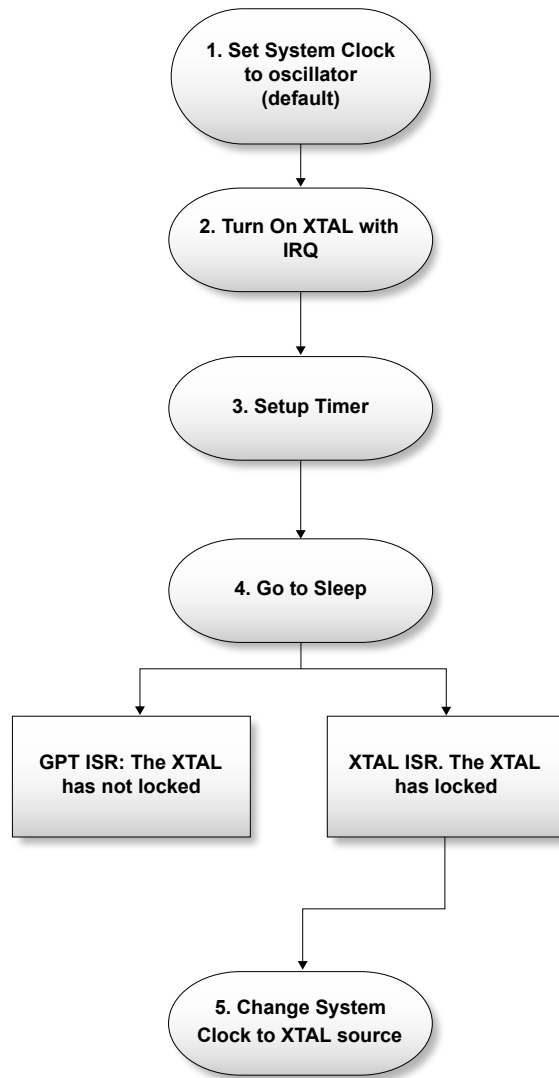 1. Set System Clock
to oscillator
(default)
2. Turn On XTAL with
IRQ
3. Setup Timer
4. Go to Sleep
GPT ISR: The XTAL
has not locked
XTAL ISR. The XTAL
has locked
5. Change System
Clock to XTAL source